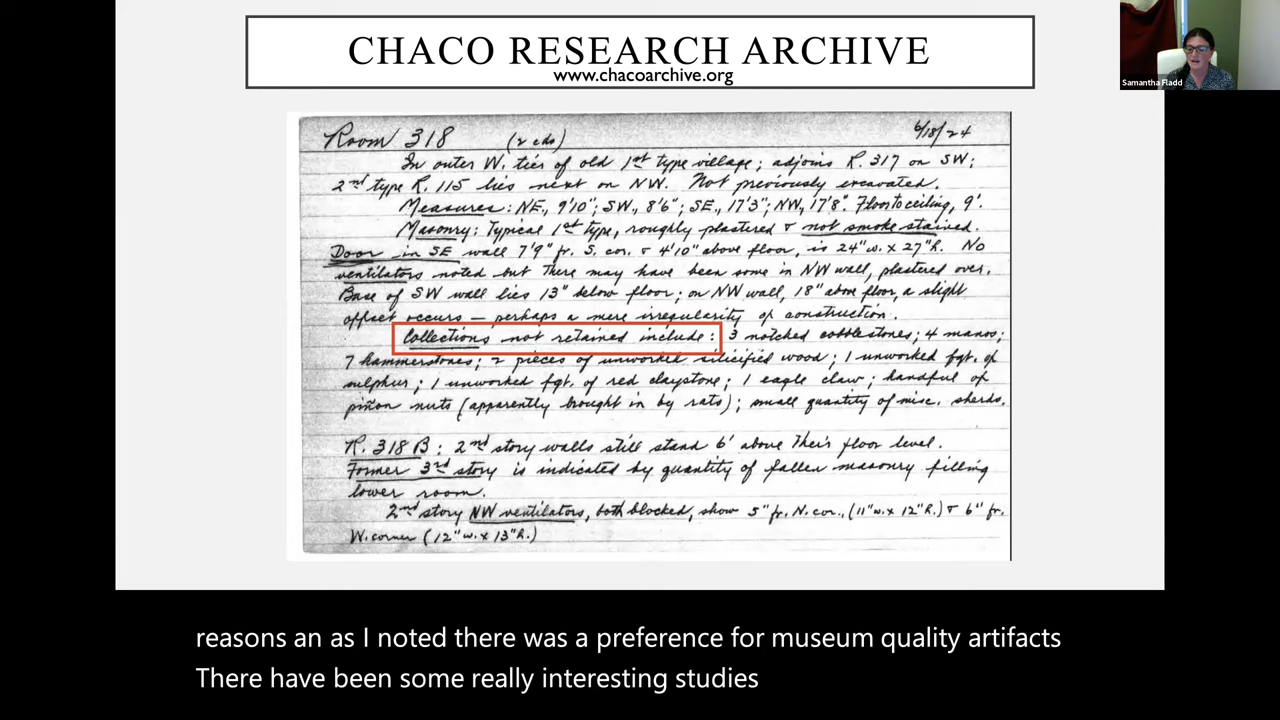 CHACO RESEARCH ARCHIVE
www.chacoarchive.org
Samantha Fladd
Room 318 (2 cds) 6/18/24
In outer W. tier of old 1st type village; adjoins R. 317 on SW;
2nd type R. 115 lies next on NW. Not previously excavated.
Measures: NE., 9'10"; SW., 8'6"; SE., 17'3"; NW., 17'8". Floor to ceiling, 9'.
Masonry: Typical 1st type, roughly plastered & not smoke stained.
Door in SE wall 7'9" fr. S. cor. & 4'10" above floor, is 24" w. x 27" h. No
ventilators noted but there may have been some in NW wall, plastered over.
Base of SW wall lies 13" below floor; on NW wall, 18" above floor, a slight
offset occurs — perhaps a mere irregularity of construction.
Collections not retained include: 3 notched cobblestones; 4 manos;
7 hammerstones; 2 pieces of unworked silicified wood; 1 unworked fgt. of
sulphur; 1 unworked fgt. of red claystone; 1 eagle claw; handful of
piñon nuts (apparently brought in by rats); small quantity of misc. sherds.
R. 318 B: 2nd story walls still stand 6' above their floor level.
Former 3rd story is indicated by quantity of fallen masonry filling
lower room.
2nd story NW ventilators, both blocked, show 5" fr. N. cor., (11" w. x 12" h.) & 6" fr.
W. corner (12" w. x 13" h.)
reasons an as I noted there was a preference for museum quality artifacts
There have been some really interesting studies